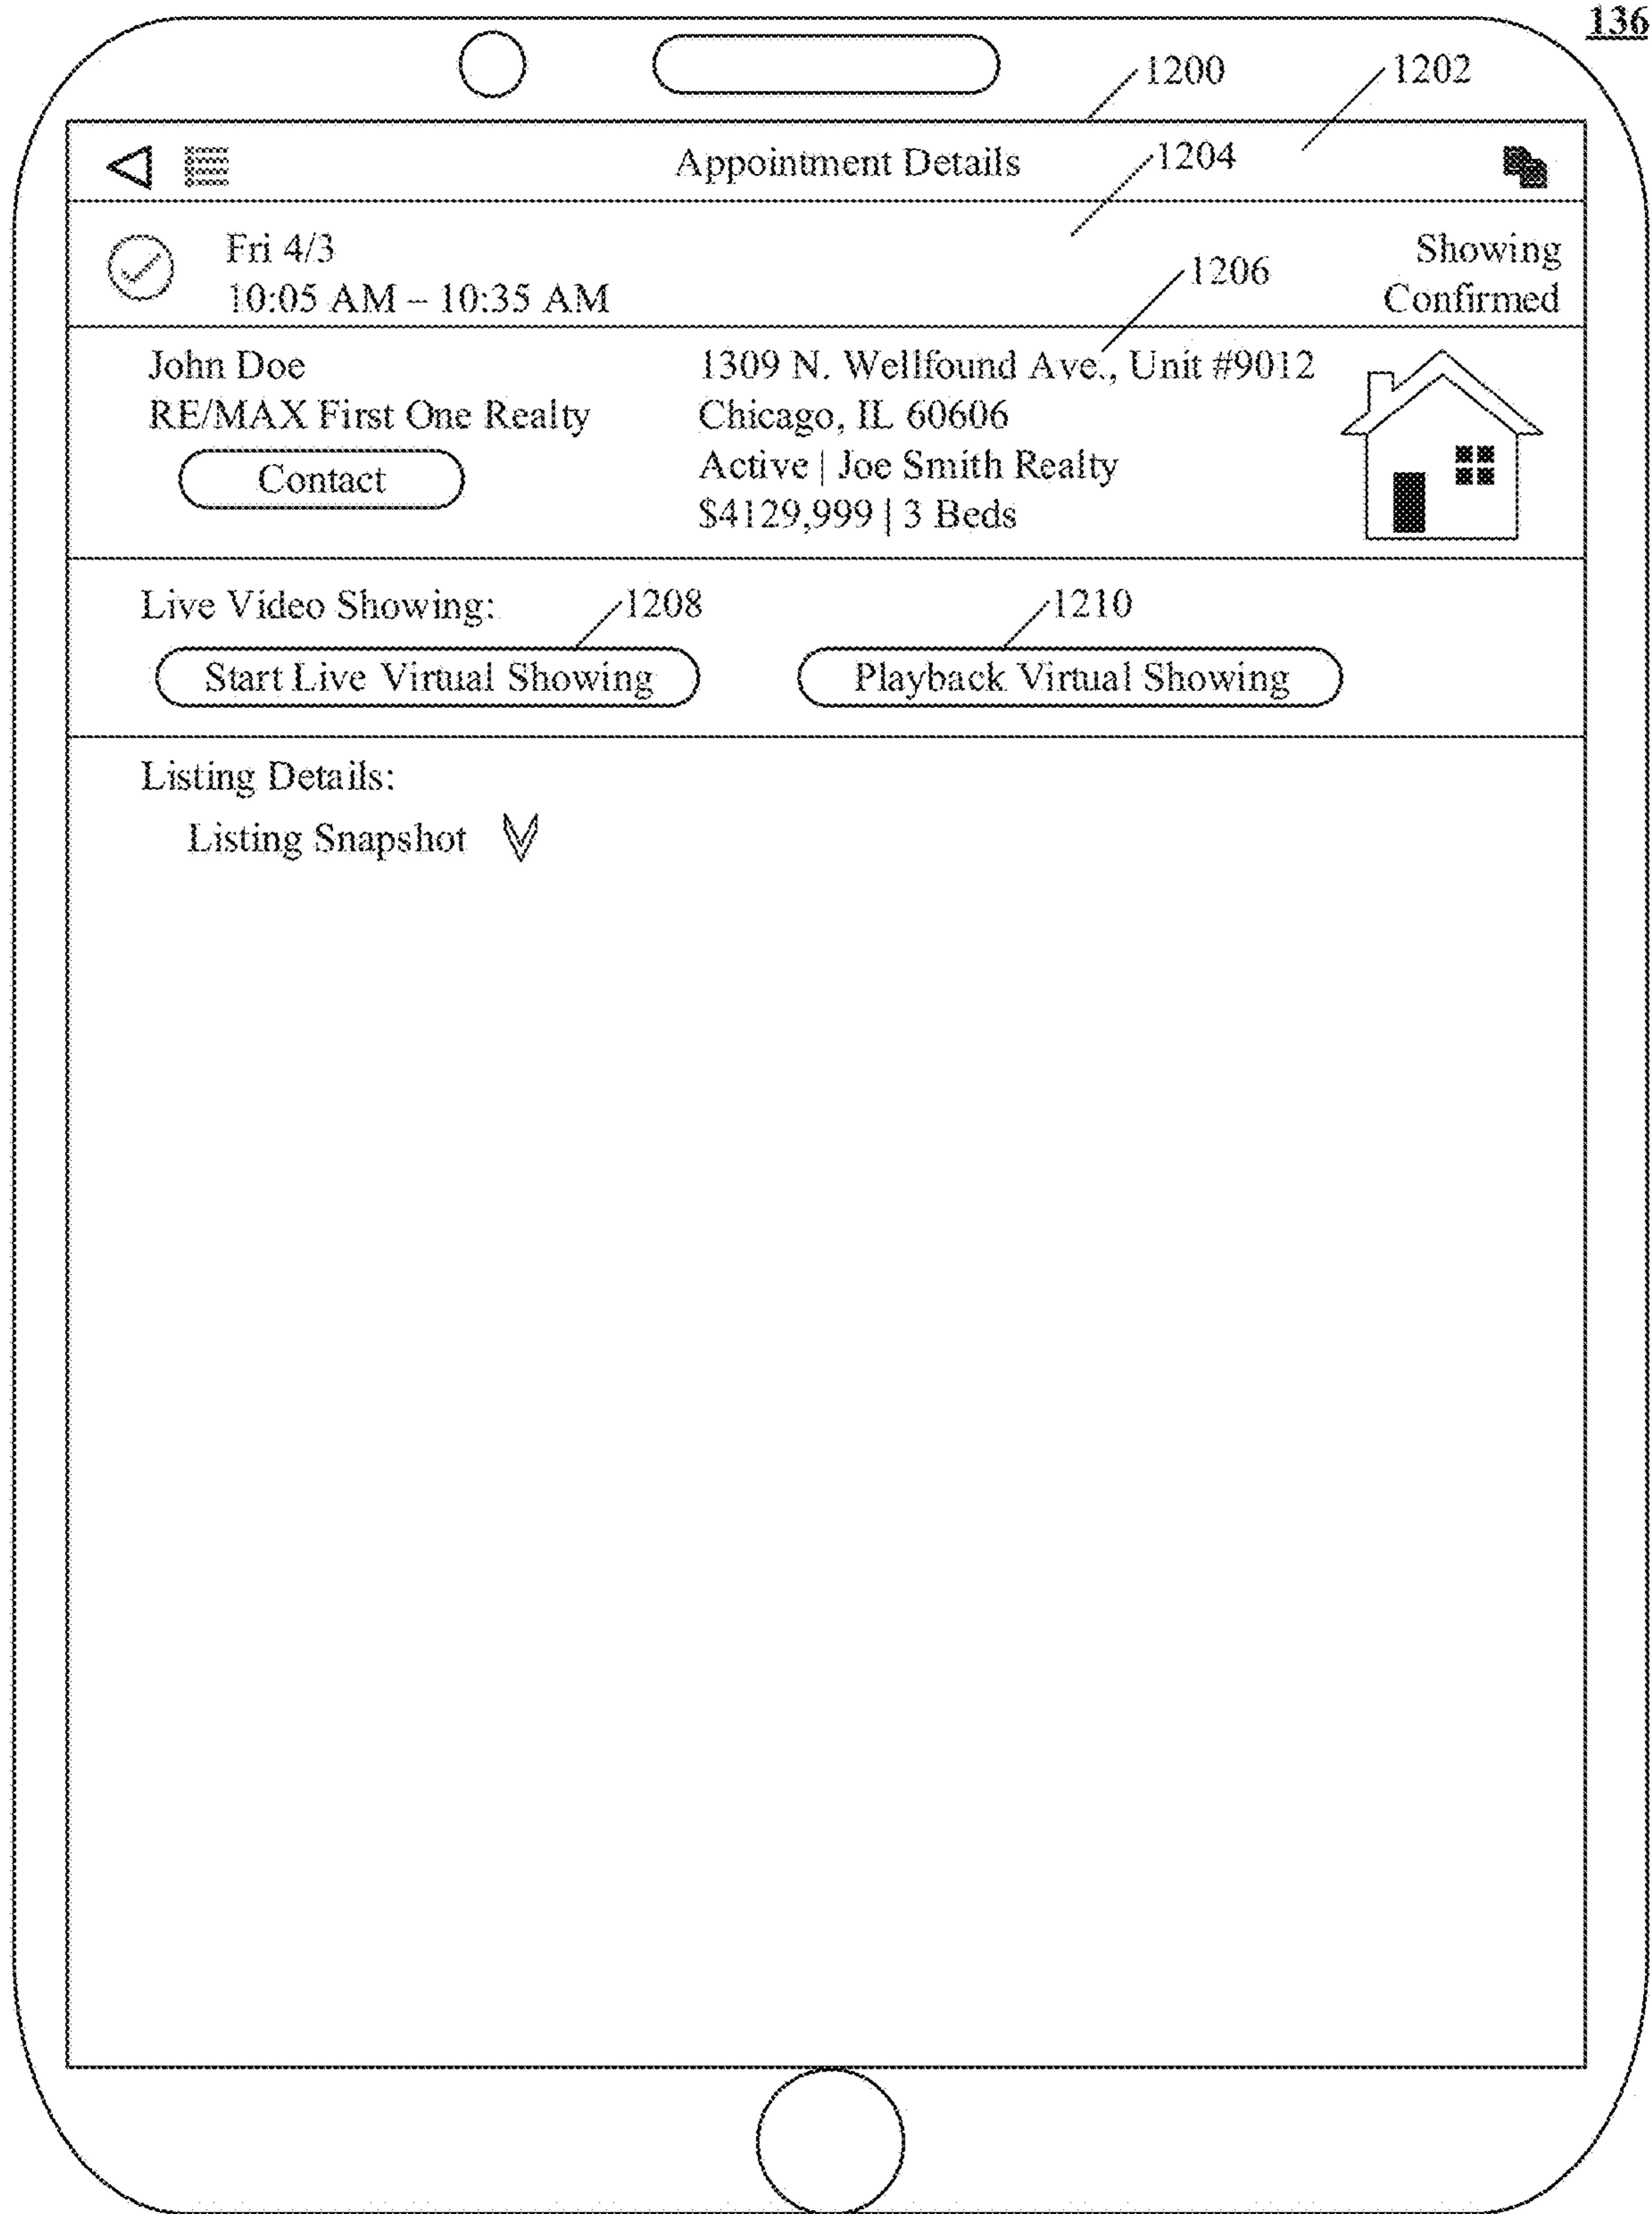 136
1200
1202
Appointment Details
1204
Fri 4/3
10:05 AM – 10:35 AM
Showing
Confirmed
1206
John Doe
RE/MAX First One Realty
Contact
1309 N. Wellfound Ave., Unit #9012
Chicago, IL 60606
Active | Joe Smith Realty
$4129,999 | 3 Beds
Live Video Showing:
1208
1210
Start Live Virtual Showing
Playback Virtual Showing
Listing Details:
Listing Snapshot